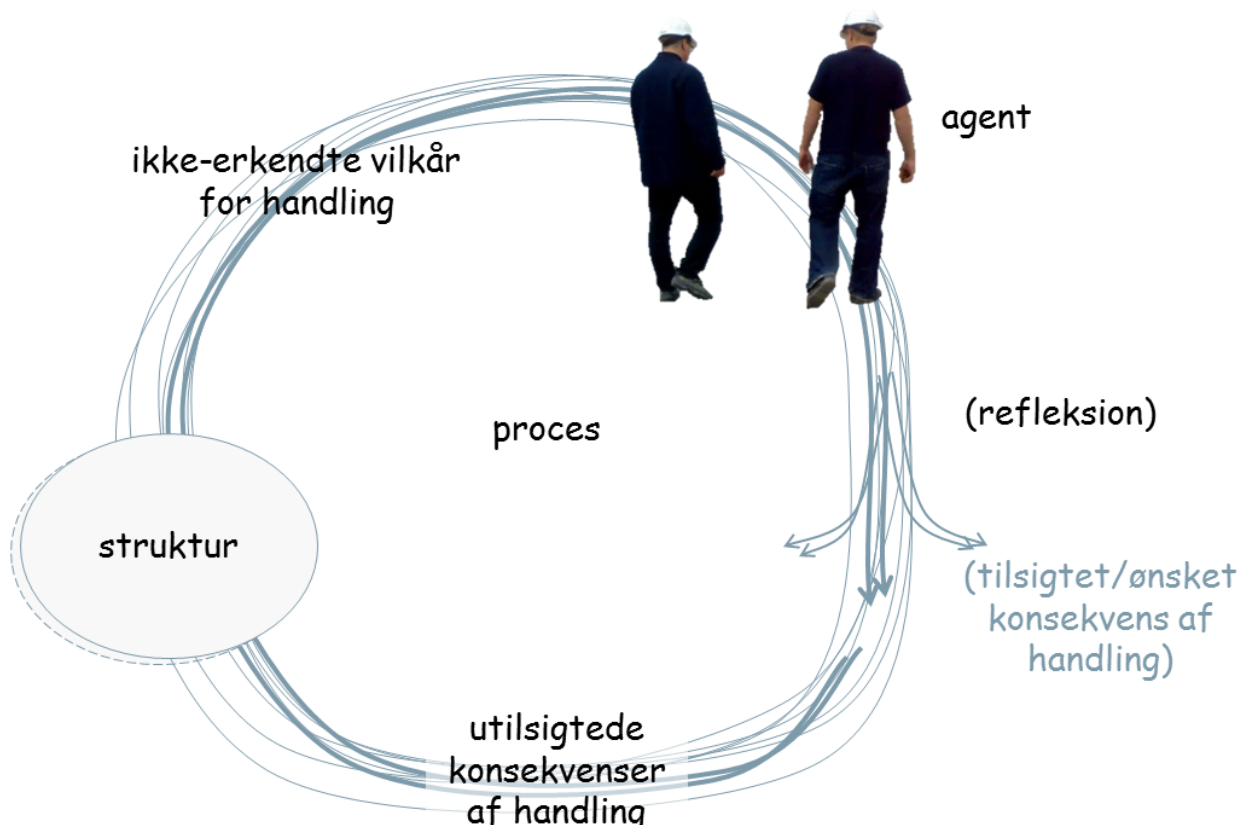 agent
ikke-erkendte vilkår
for handling
proces
(refleksion)
struktur
(tilsigtet/ønsket
konsekvens af
handling)
utilsigtede
konsekvenser
af handling